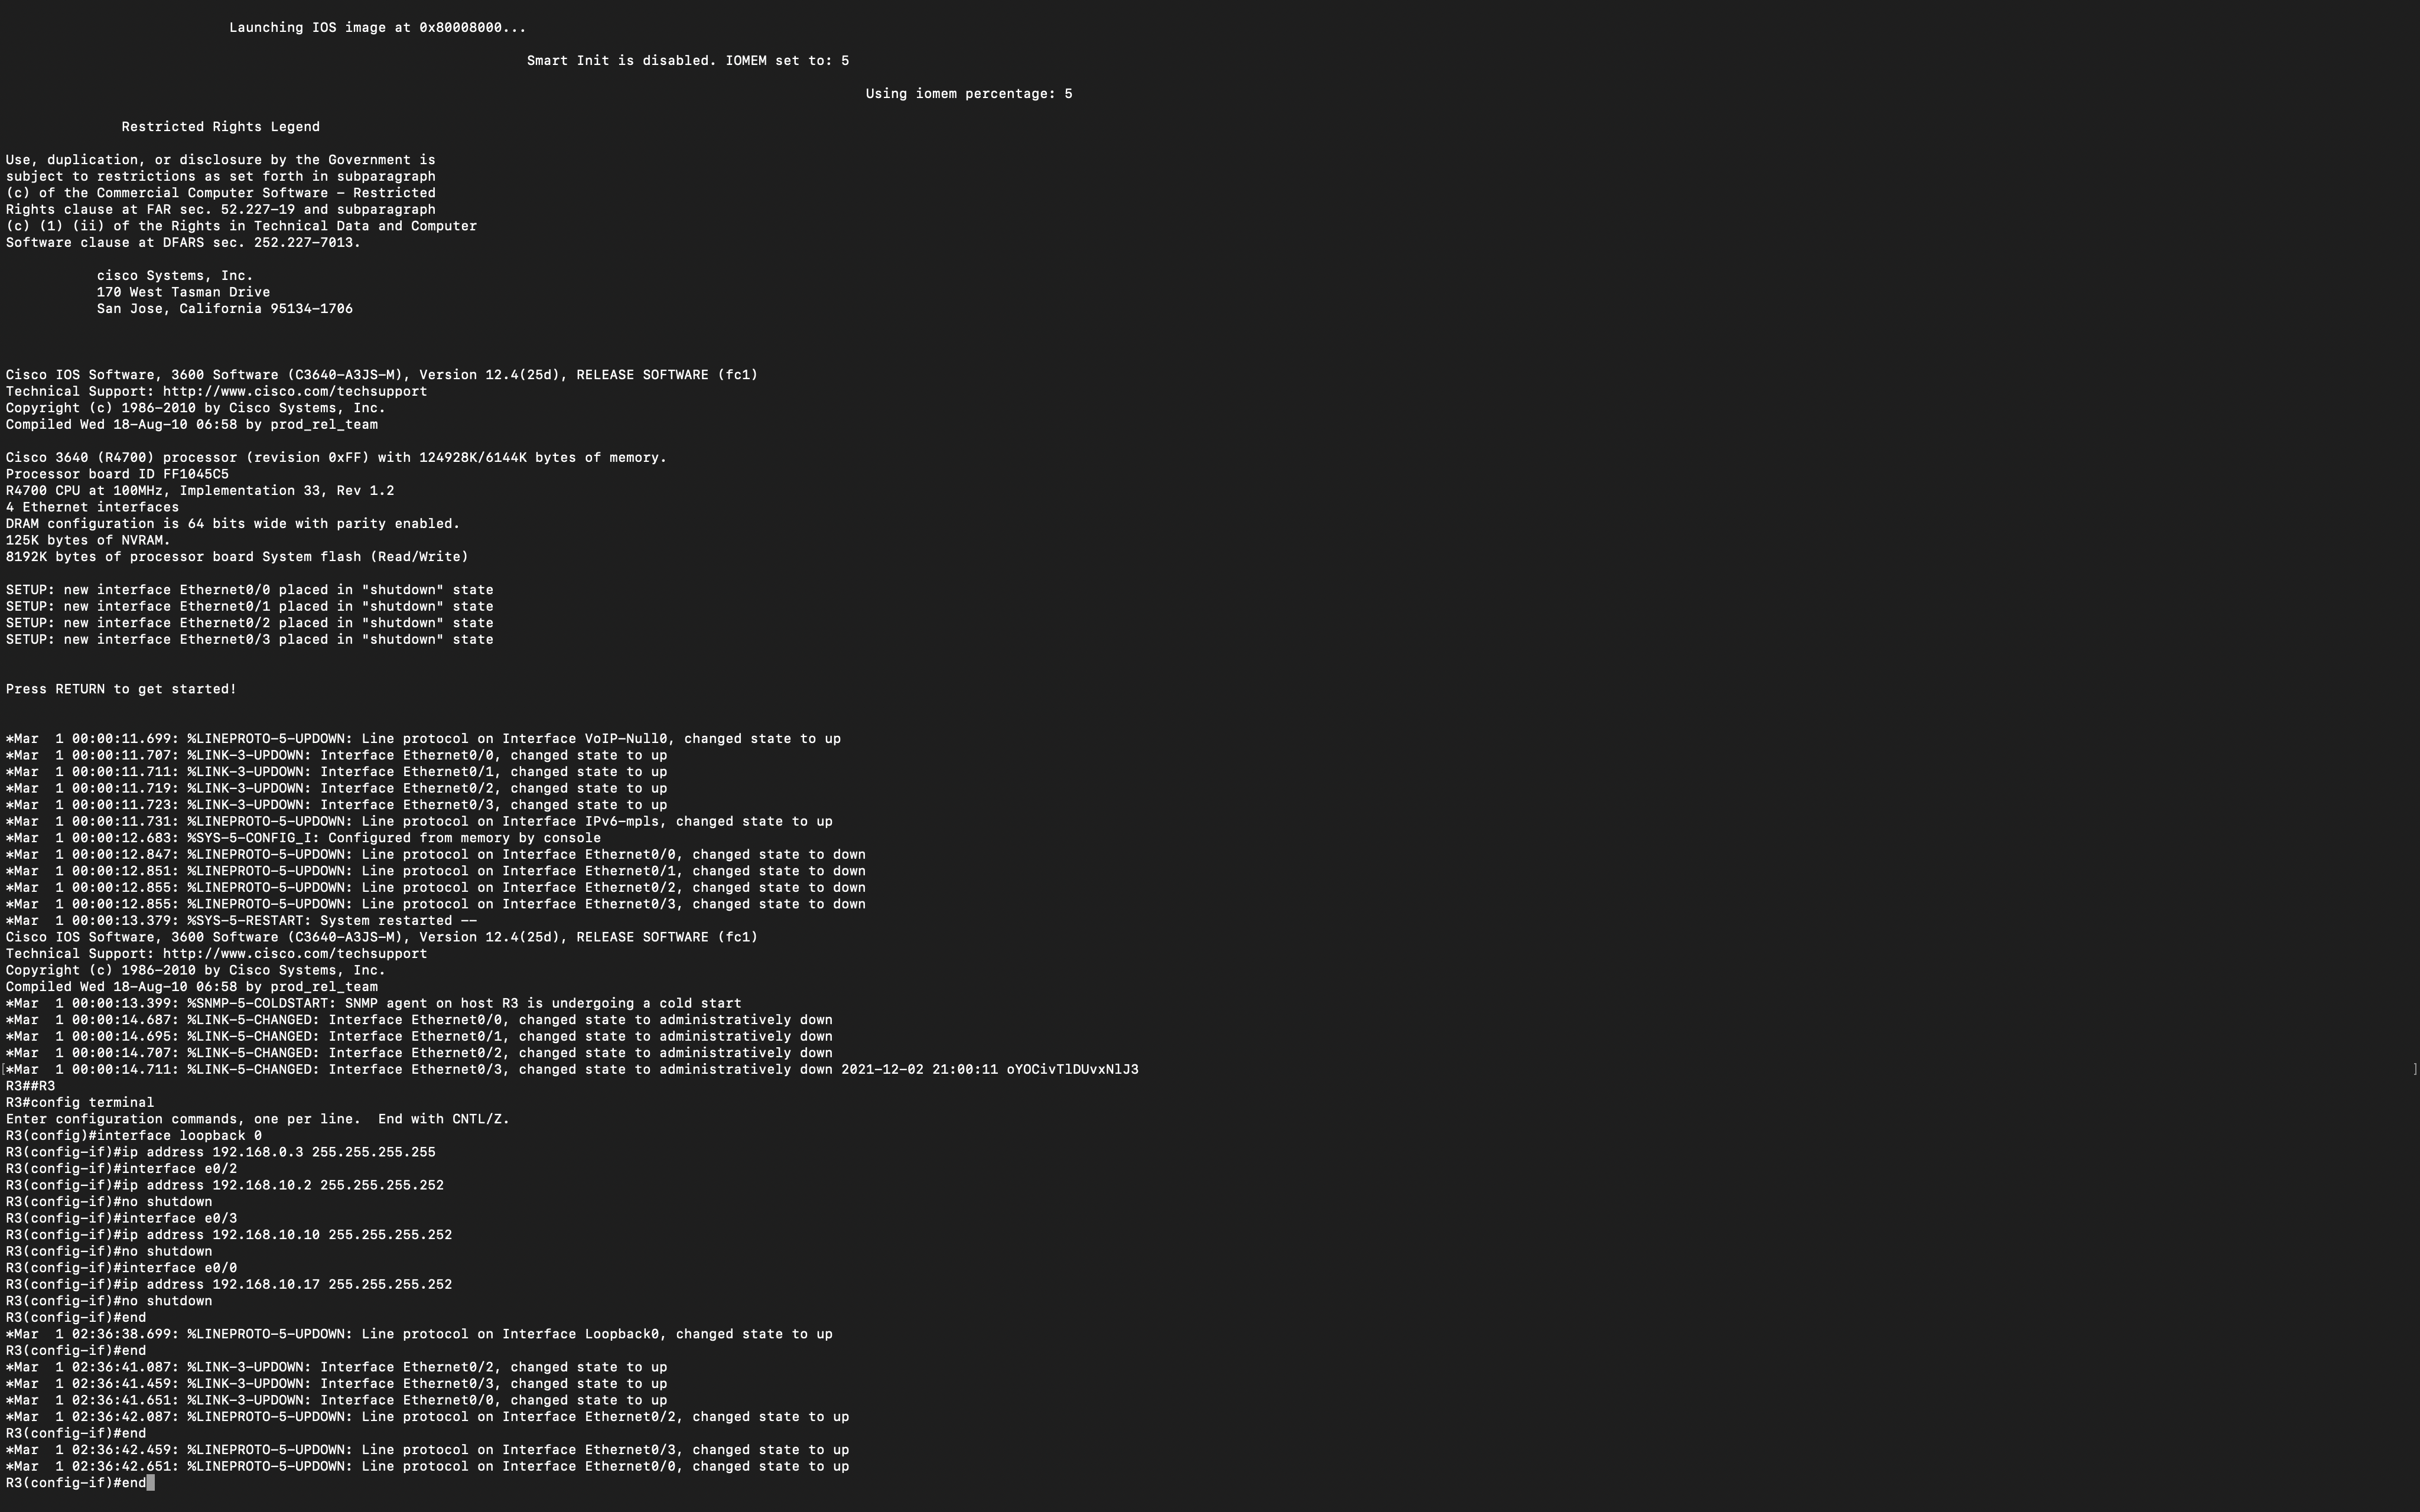 Launching IOS image at 0x80008000...
Smart Init is disabled. IOMEM set to: 5
Using iomem percentage: 5
Restricted Rights Legend
Use, duplication, or disclosure by the Government is
subject to restrictions as set forth in subparagraph
(c) of the Commercial Computer Software - Restricted
Rights clause at FAR sec. 52.227-19 and subparagraph
(c) (1) (ii) of the Rights in Technical Data and Computer
Software clause at DFARS sec. 252.227-7013.
cisco Systems, Inc.
170 West Tasman Drive
San Jose, California 95134-1706
Cisco IOS Software, 3600 Software (C3640-A3JS-M), Version 12.4(25d), RELEASE SOFTWARE (fc1)
Technical Support: http://www.cisco.com/techsupport
Copyright (c) 1986-2010 by Cisco Systems, Inc.
Compiled Wed 18-Aug-10 06:58 by prod_rel_team
Cisco 3640 (R4700) processor (revision 0xFF) with 124928K/6144K bytes of memory.
Processor board ID FF1045C5
R4700 CPU at 100MHz, Implementation 33, Rev 1.2
4 Ethernet interfaces
DRAM configuration is 64 bits wide with parity enabled.
125K bytes of NVRAM.
8192K bytes of processor board System flash (Read/Write)
SETUP: new interface Ethernet0/0 placed in "shutdown" state
SETUP: new interface Ethernet0/1 placed in "shutdown" state
SETUP: new interface Ethernet0/2 placed in "shutdown" state
SETUP: new interface Ethernet0/3 placed in "shutdown" state
Press RETURN to get started!
*Mar  1 00:00:11.699: %LINEPROTO-5-UPDOWN: Line protocol on Interface VoIP-Null0, changed state to up
*Mar  1 00:00:11.707: %LINK-3-UPDOWN: Interface Ethernet0/0, changed state to up
*Mar  1 00:00:11.711: %LINK-3-UPDOWN: Interface Ethernet0/1, changed state to up
*Mar  1 00:00:11.719: %LINK-3-UPDOWN: Interface Ethernet0/2, changed state to up
*Mar  1 00:00:11.723: %LINK-3-UPDOWN: Interface Ethernet0/3, changed state to up
*Mar  1 00:00:11.731: %LINEPROTO-5-UPDOWN: Line protocol on Interface IPv6-mpls, changed state to up
*Mar  1 00:00:12.683: %SYS-5-CONFIG_I: Configured from memory by console
*Mar  1 00:00:12.847: %LINEPROTO-5-UPDOWN: Line protocol on Interface Ethernet0/0, changed state to down
*Mar  1 00:00:12.851: %LINEPROTO-5-UPDOWN: Line protocol on Interface Ethernet0/1, changed state to down
*Mar  1 00:00:12.855: %LINEPROTO-5-UPDOWN: Line protocol on Interface Ethernet0/2, changed state to down
*Mar  1 00:00:12.855: %LINEPROTO-5-UPDOWN: Line protocol on Interface Ethernet0/3, changed state to down
*Mar  1 00:00:13.379: %SYS-5-RESTART: System restarted --
Cisco IOS Software, 3600 Software (C3640-A3JS-M), Version 12.4(25d), RELEASE SOFTWARE (fc1)
Technical Support: http://www.cisco.com/techsupport
Copyright (c) 1986-2010 by Cisco Systems, Inc.
Compiled Wed 18-Aug-10 06:58 by prod_rel_team
*Mar  1 00:00:13.399: %SNMP-5-COLDSTART: SNMP agent on host R3 is undergoing a cold start
*Mar  1 00:00:14.687: %LINK-5-CHANGED: Interface Ethernet0/0, changed state to administratively down
*Mar  1 00:00:14.695: %LINK-5-CHANGED: Interface Ethernet0/1, changed state to administratively down
*Mar  1 00:00:14.707: %LINK-5-CHANGED: Interface Ethernet0/2, changed state to administratively down
[*Mar  1 00:00:14.711: %LINK-5-CHANGED: Interface Ethernet0/3, changed state to administratively down 2021-12-02 21:00:11 oYOCivTlDUvxNlJ3 ]
R3##R3
R3#config terminal
Enter configuration commands, one per line.  End with CNTL/Z.
R3(config)#interface loopback 0
R3(config-if)#ip address 192.168.0.3 255.255.255.255
R3(config-if)#interface e0/2
R3(config-if)#ip address 192.168.10.2 255.255.255.252
R3(config-if)#no shutdown
R3(config-if)#interface e0/3
R3(config-if)#ip address 192.168.10.10 255.255.255.252
R3(config-if)#no shutdown
R3(config-if)#interface e0/0
R3(config-if)#ip address 192.168.10.17 255.255.255.252
R3(config-if)#no shutdown
R3(config-if)#end
*Mar  1 02:36:38.699: %LINEPROTO-5-UPDOWN: Line protocol on Interface Loopback0, changed state to up
R3(config-if)#end
*Mar  1 02:36:41.087: %LINK-3-UPDOWN: Interface Ethernet0/2, changed state to up
*Mar  1 02:36:41.459: %LINK-3-UPDOWN: Interface Ethernet0/3, changed state to up
*Mar  1 02:36:41.651: %LINK-3-UPDOWN: Interface Ethernet0/0, changed state to up
*Mar  1 02:36:42.087: %LINEPROTO-5-UPDOWN: Line protocol on Interface Ethernet0/2, changed state to up
R3(config-if)#end
*Mar  1 02:36:42.459: %LINEPROTO-5-UPDOWN: Line protocol on Interface Ethernet0/3, changed state to up
*Mar  1 02:36:42.651: %LINEPROTO-5-UPDOWN: Line protocol on Interface Ethernet0/0, changed state to up
R3(config-if)#end